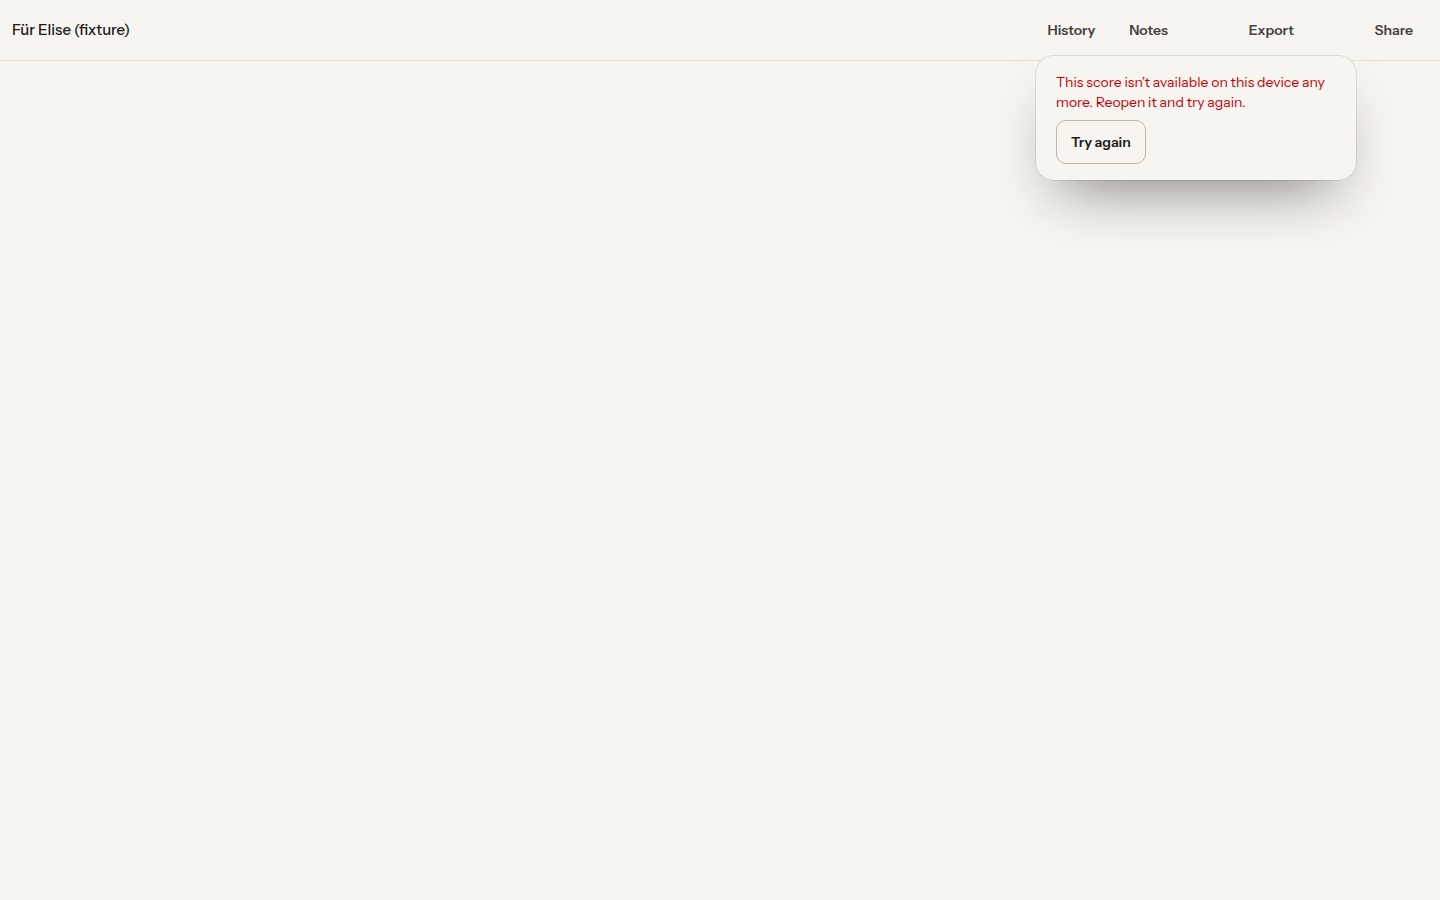 Für Elise (fixture)
History Notes Export Share
This score isn’t available on this device any
more. Reopen it and try again.
Try again